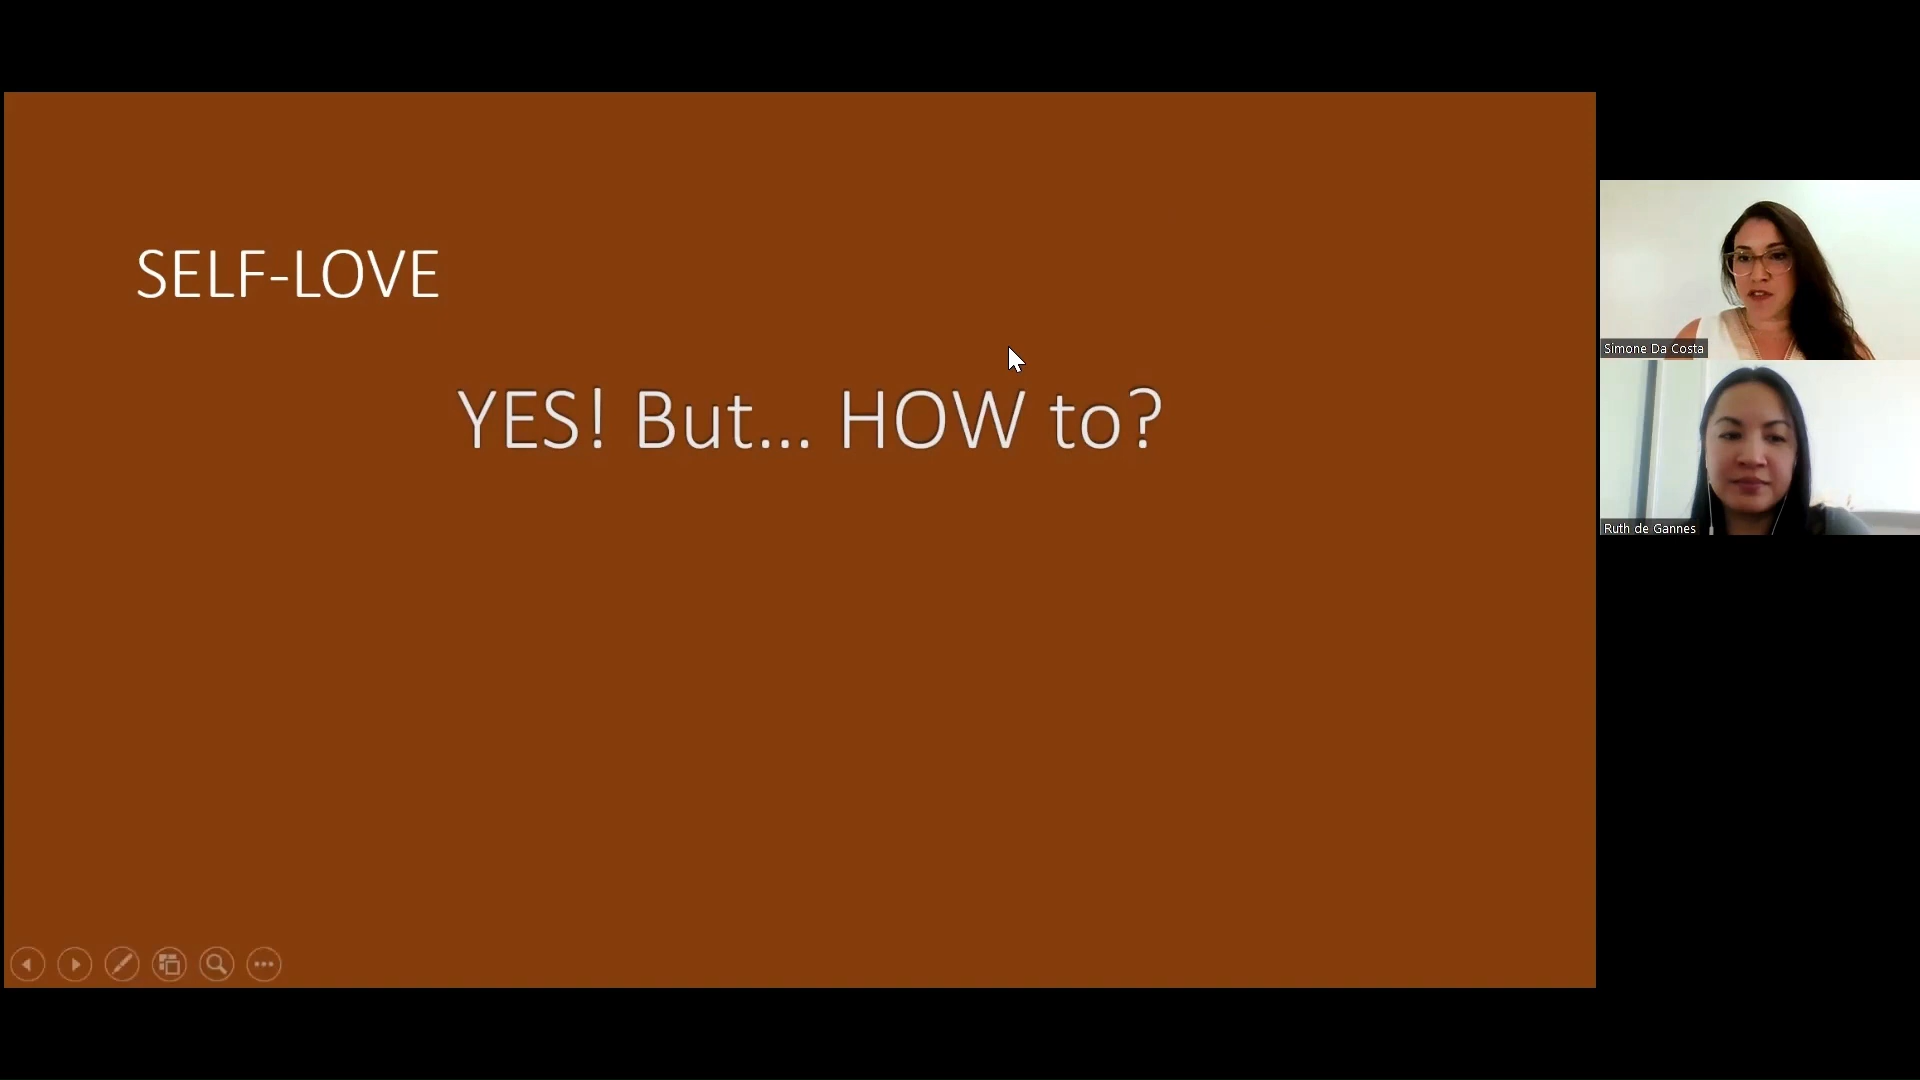 SELF-LOVE
YES! But... HOW to?
Simone Da Costa
Ruth de Gannes